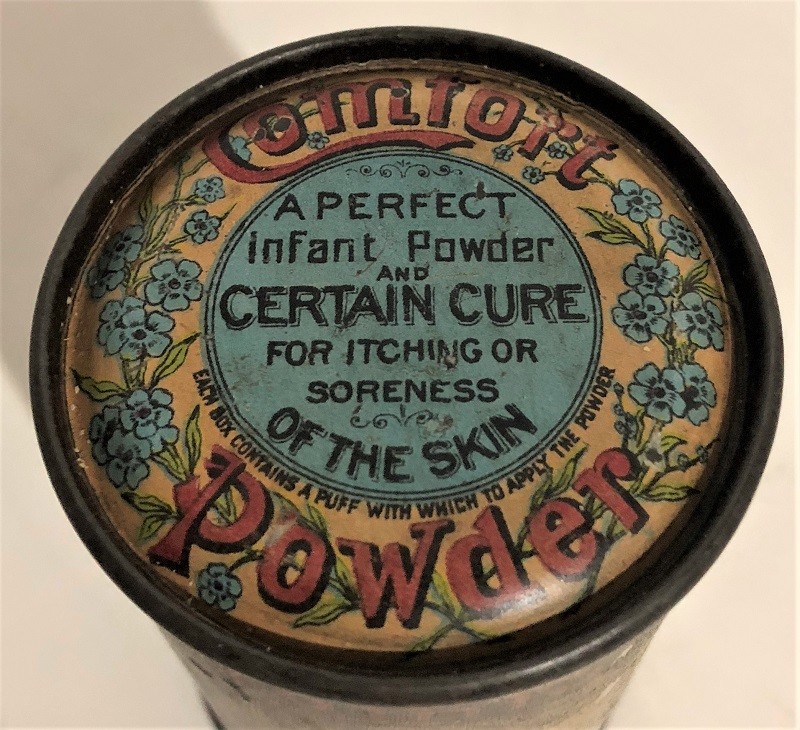 Comfort
A PERFECT
Infant Powder
AND
CERTAIN CURE
FOR ITCHING OR
SORENESS
OF THE SKIN
EACH BOX CONTAINS A PUFF WITH WHICH TO APPLY THE POWDER
Powder